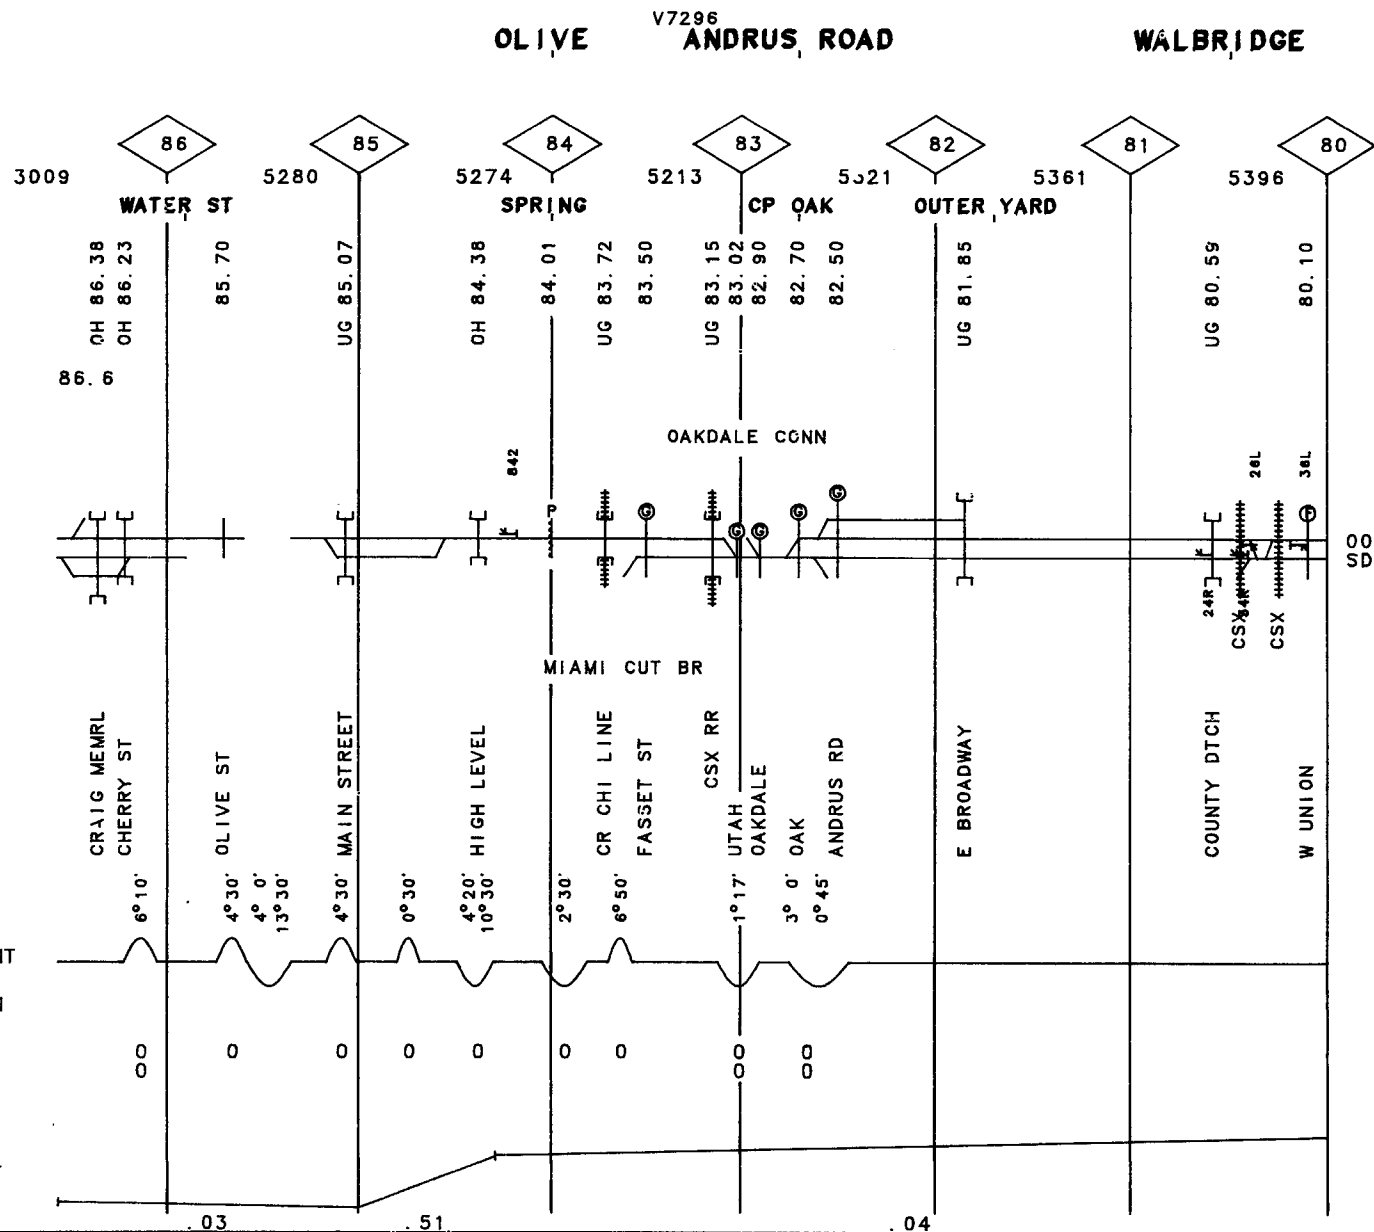 V7296
OLIVE ANDRUS ROAD WALBRIDGE
86 85 84 83 82 81 80
3009 5280 5274 5213 5321 5361 5396
WATER ST SPRING CP OAK OUTER YARD
OH 86.38
OH 86.23
85.70
UG 85.07
OH 84.38
84.01
UG 83.72
83.50
UG 83.15
83.02
82.90
82.70
82.50
UG 81.85
UG 80.59
80.10
86.6
OAKDALE CONN
842
26L
36L
P
G G G G G
P
OO
SD
24R
CSX
34R
CSX
MIAMI CUT BR
CRAIG MEMRL
CHERRY ST
OLIVE ST
MAIN STREET
HIGH LEVEL
CR CHI LINE
FASSET ST
CSX RR
UTAH
OAKDALE
OAK
ANDRUS RD
E BROADWAY
COUNTY DTCH
W UNION
6°10'
4°30'
4° 0'
13°30'
4°30'
0°30'
4°20'
10°30'
2°30'
6°50'
1°17'
3° 0'
0°45'
0 0 0 0 0 0 0 0 0
0 0 0
.03 .51 .04